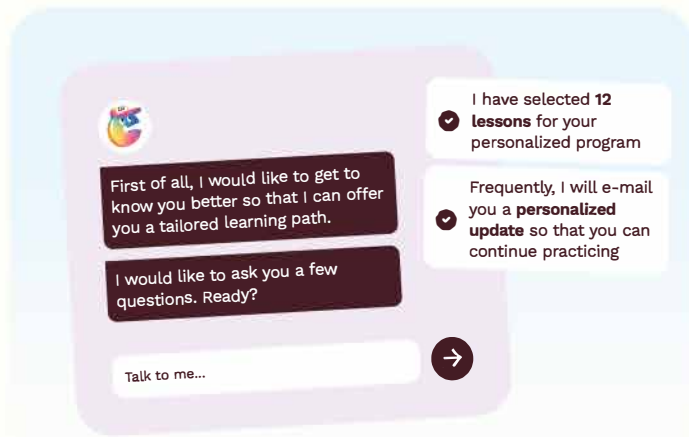 First of all, I would like to get to
know you better so that I can offer
you a tailored learning path.
I would like to ask you a few
questions. Ready?
Talk to me...
I have selected 12
lessons for your
personalized program
Frequently, I will e-mail
you a personalized
update so that you can
continue practicing